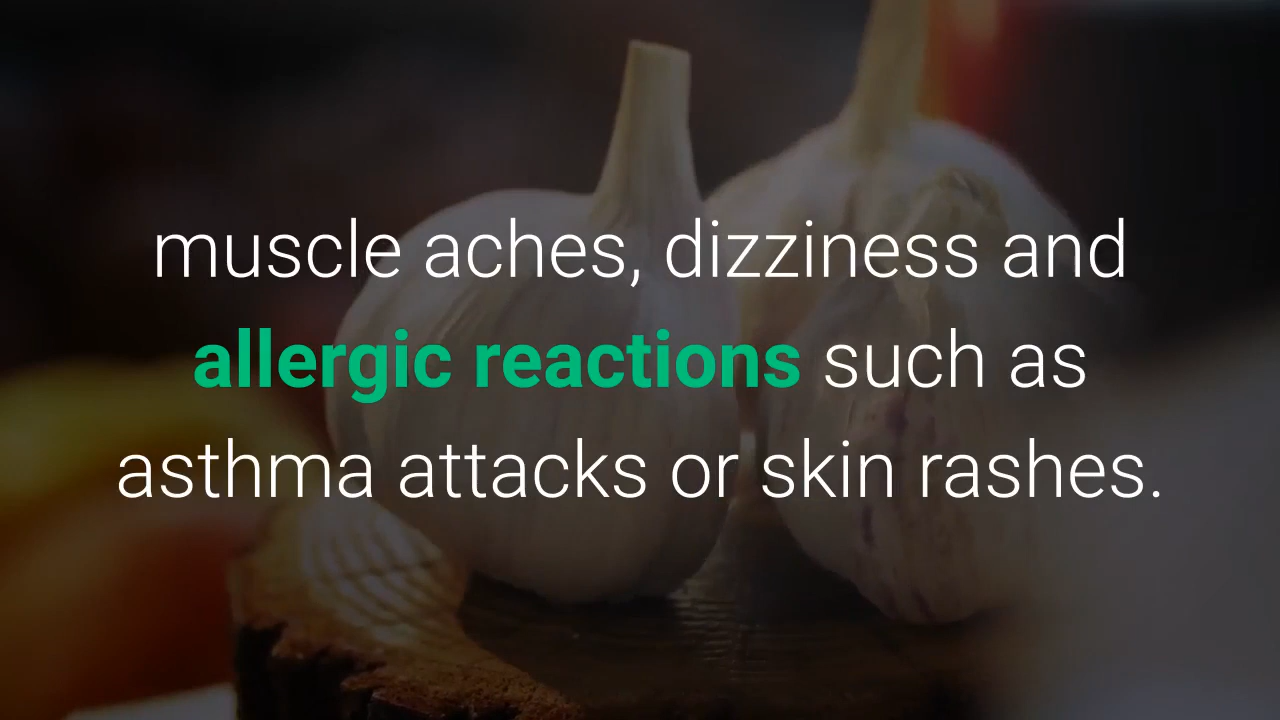 muscle aches, dizziness and
allergic reactions such as
asthma attacks or skin rashes.